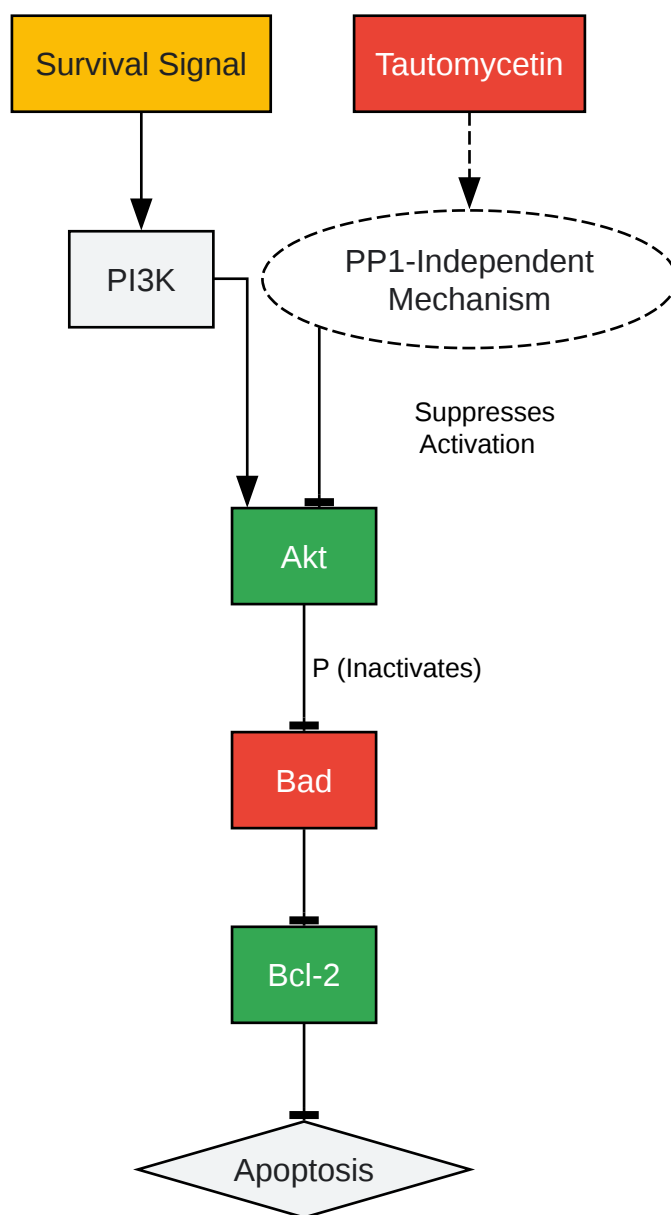 Survival Signal
Tautomycetin
PI3K
PP1-Independent
Mechanism
Suppresses
Activation
Akt
P (Inactivates)
Bad
Bcl-2
Apoptosis